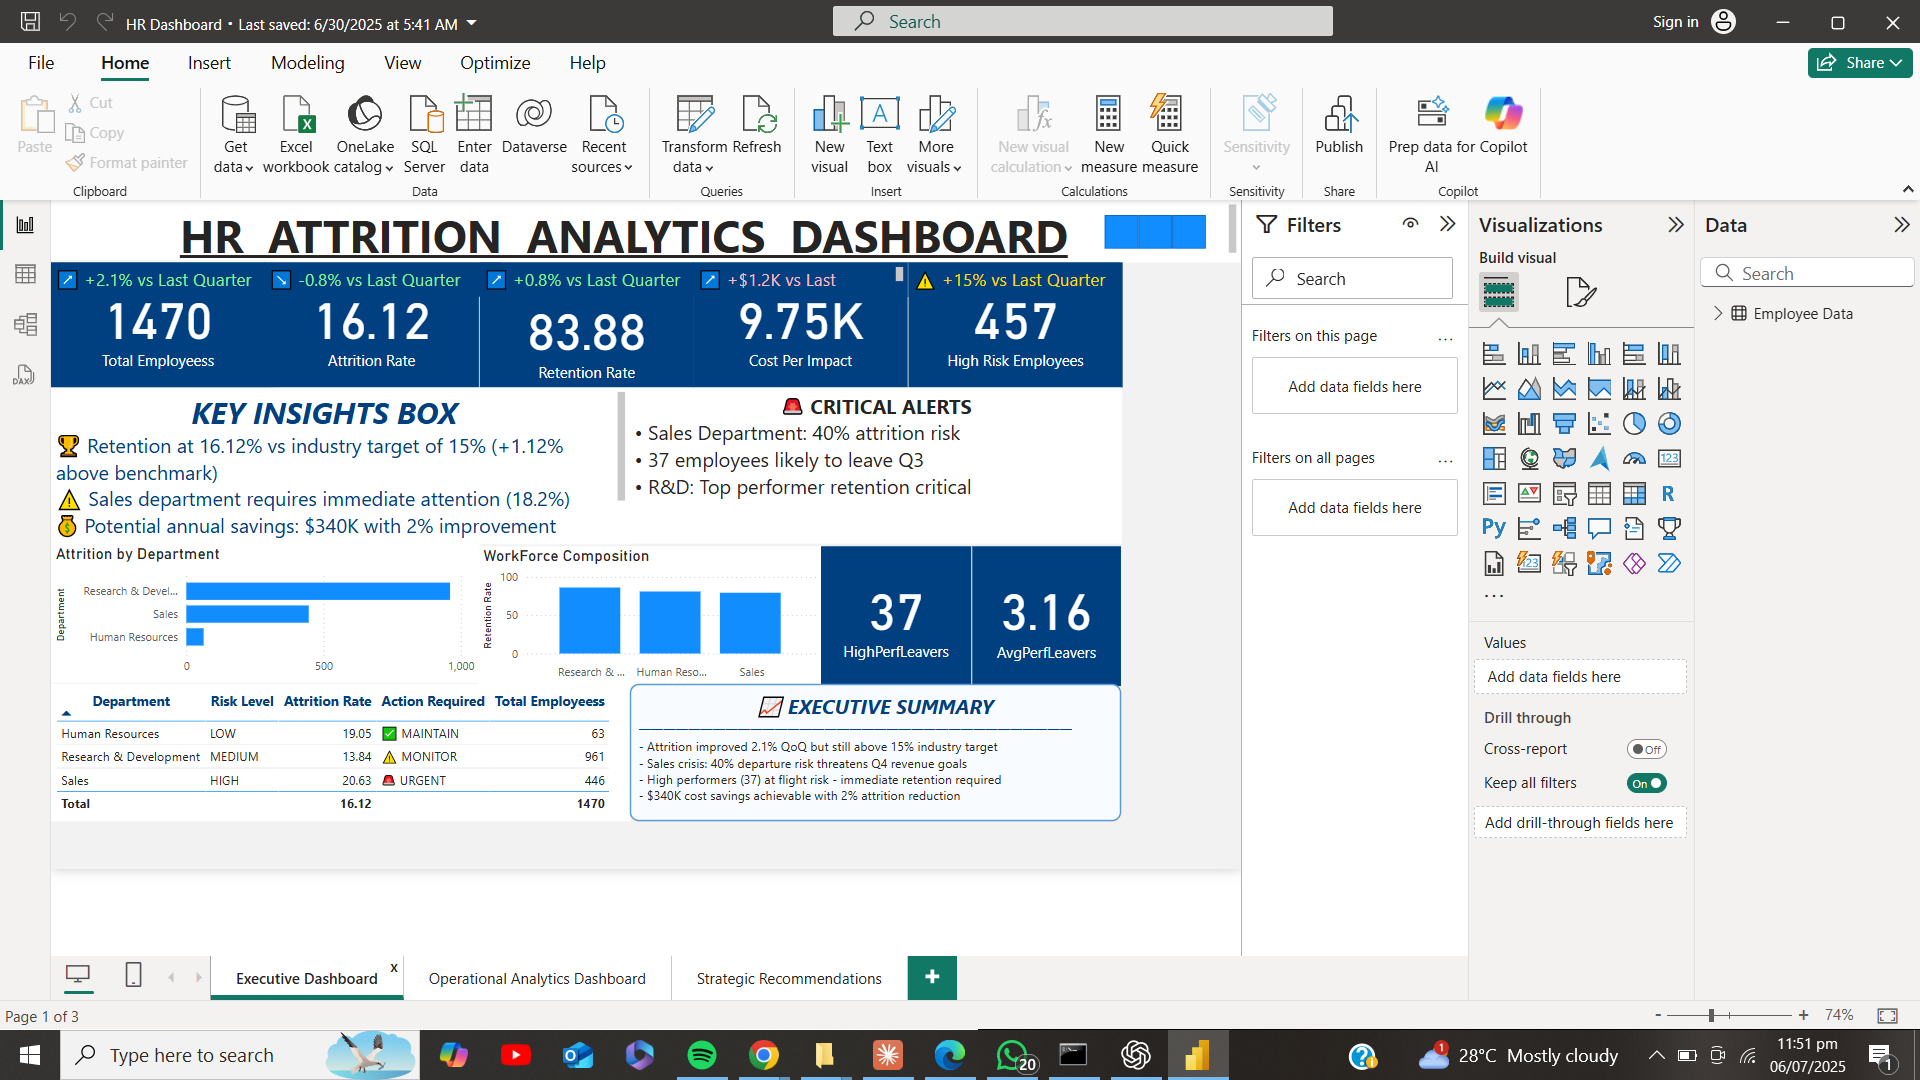 HR Dashboard • Last saved: 6/30/2025 at 5:41 AM
Search
Sign in
File
Home
Insert
Modeling
View
Optimize
Help
Share
Paste
Cut
Copy
Format painter
Clipboard
Get data
Excel workbook
OneLake catalog
SQL Server
Enter data
Dataverse
Recent sources
Data
Transform data
Refresh
Queries
New visual
Text box
More visuals
Insert
New visual calculation
New measure
Quick measure
Calculations
Sensitivity
Sensitivity
Publish
Share
Prep data for AI
Copilot
Copilot
HR ATTRITION ANALYTICS DASHBOARD
+2.1% vs Last Quarter
1470
Total Employeess
-0.8% vs Last Quarter
16.12
Attrition Rate
+0.8% vs Last Quarter
83.88
Retention Rate
+$1.2K vs Last
9.75K
Cost Per Impact
+15% vs Last Quarter
457
High Risk Employees
KEY INSIGHTS BOX
🏆 Retention at 16.12% vs industry target of 15% (+1.12%
above benchmark)
⚠️ Sales department requires immediate attention (18.2%)
💰 Potential annual savings: $340K with 2% improvement
🚨 CRITICAL ALERTS
• Sales Department: 40% attrition risk
• 37 employees likely to leave Q3
• R&D: Top performer retention critical
Attrition by Department
Department
Research & Devel...
Sales
Human Resources
0 500 1,000
WorkForce Composition
Retention Rate
100
50
0
Research & ... Human Reso... Sales
37
HighPerfLeavers
3.16
AvgPerfLeavers
Department Risk Level Attrition Rate Action Required Total Employeess
Human Resources LOW 19.05 ✅ MAINTAIN 63
Research & Development MEDIUM 13.84 ⚠️ MONITOR 961
Sales HIGH 20.63 🚨 URGENT 446
Total 16.12 1470
📈 EXECUTIVE SUMMARY
- Attrition improved 2.1% QoQ but still above 15% industry target
- Sales crisis: 40% departure risk threatens Q4 revenue goals
- High performers (37) at flight risk - immediate retention required
- $340K cost savings achievable with 2% attrition reduction
Filters
Search
Filters on this page ...
Add data fields here
Filters on all pages ...
Add data fields here
Visualizations
Build visual
123
R
Py
123
...
Values
Add data fields here
Drill through
Cross-report Off
Keep all filters On
Add drill-through fields here
Data
Search
Employee Data
DAX
Executive Dashboard x
Operational Analytics Dashboard
Strategic Recommendations
+
Page 1 of 3
- + 74%
Type here to search
20
1
28°C Mostly cloudy
11:51 pm
06/07/2025
1